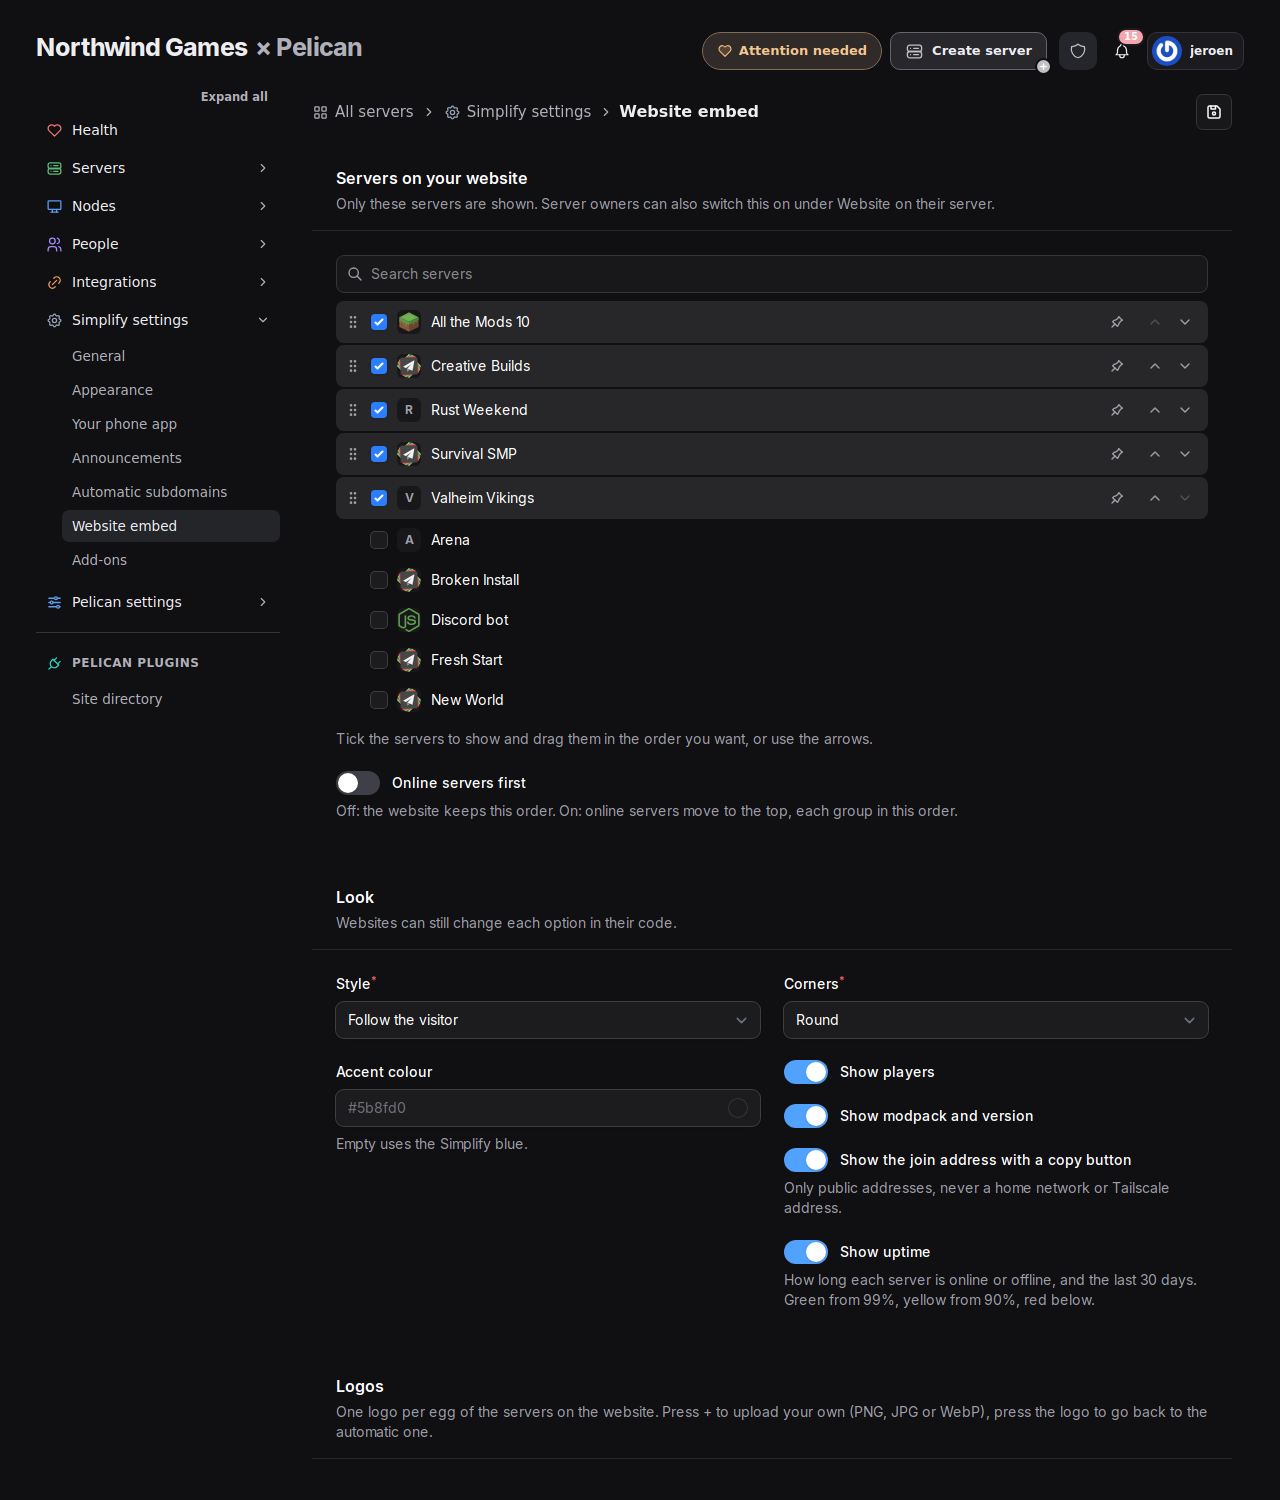 Northwind Games × Pelican
Attention needed
Create server
15
jeroen
Expand all
Health
Servers
Nodes
People
Integrations
Simplify settings
General
Appearance
Your phone app
Announcements
Automatic subdomains
Website embed
Add-ons
Pelican settings
PELICAN PLUGINS
Site directory
All servers > Simplify settings > Website embed
Servers on your website
Only these servers are shown. Server owners can also switch this on under Website on their server.
Search servers
All the Mods 10
Creative Builds
R Rust Weekend
Survival SMP
V Valheim Vikings
A Arena
Broken Install
Discord bot
Fresh Start
New World
Tick the servers to show and drag them in the order you want, or use the arrows.
Online servers first
Off: the website keeps this order. On: online servers move to the top, each group in this order.
Look
Websites can still change each option in their code.
Style*
Follow the visitor
Corners*
Round
Accent colour
#5b8fd0
Empty uses the Simplify blue.
Show players
Show modpack and version
Show the join address with a copy button
Only public addresses, never a home network or Tailscale
address.
Show uptime
How long each server is online or offline, and the last 30 days.
Green from 99%, yellow from 90%, red below.
Logos
One logo per egg of the servers on the website. Press + to upload your own (PNG, JPG or WebP), press the logo to go back to the
automatic one.